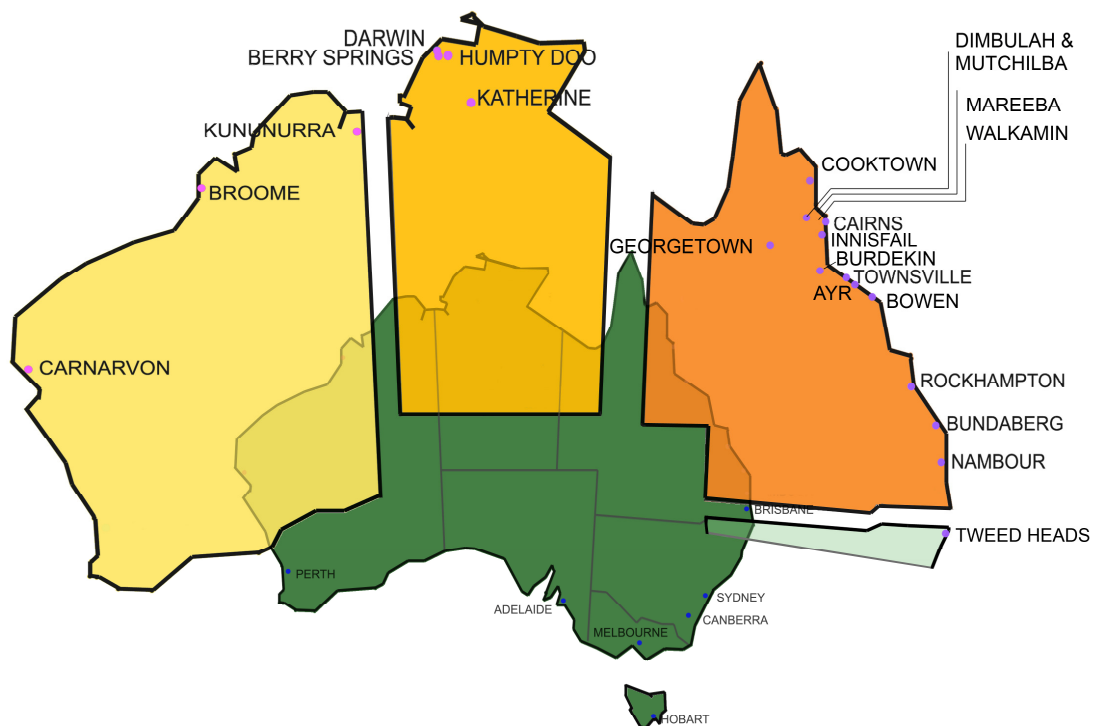 DARWIN
BERRY SPRINGS
HUMPTY DOO
KATHERINE
KUNUNURRA
BROOME
CARNARVON
DIMBULAH &
MUTCHILBA
MAREEBA
WALKAMIN
COOKTOWN
CAIRNS
INNISFAIL
GEORGETOWN
BURDEKIN
TOWNSVILLE
AYR
BOWEN
ROCKHAMPTON
BUNDABERG
NAMBOUR
BRISBANE
TWEED HEADS
PERTH
ADELAIDE
SYDNEY
CANBERRA
MELBOURNE
HOBART